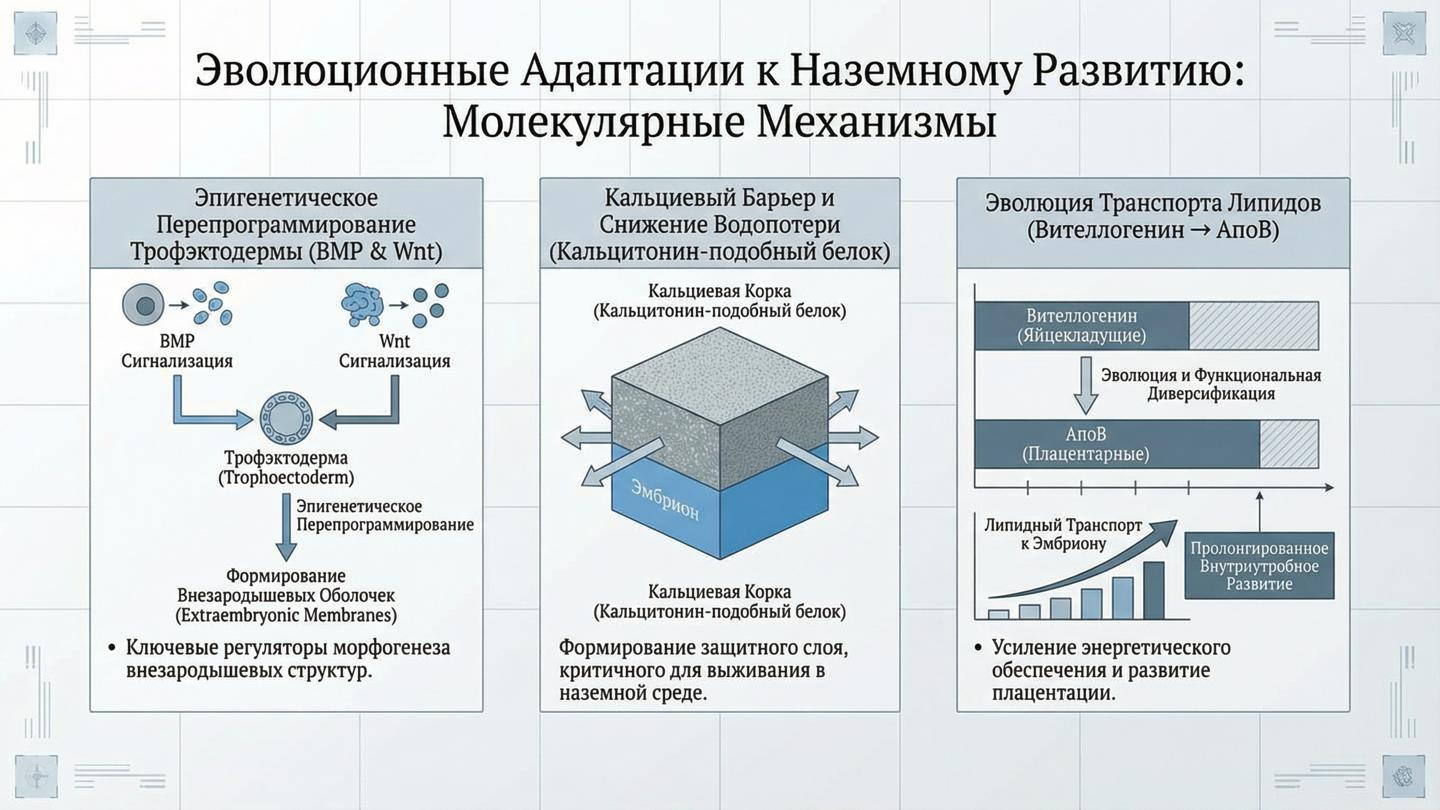 Эволюционные Адаптации к Наземному Развитию:
Молекулярные Механизмы
Эпигенетическое
Перепрограммирование
Трофэктодермы (BMP & Wnt)
BMP
Сигнализация
Wnt
Сигнализация
Трофэктодерма
(Trophoectoderm)
Эпигенетическое
Перепрограммирование
Формирование
Внезародышевых Оболочек
(Extraembryonic Membranes)
• Ключевые регуляторы морфогенеза
внезародышевых структур.
Кальциевый Барьер и
Снижение Водопотери
(Кальцитонин-подобный белок)
Кальциевая Корка
(Кальцитонин-подобный белок)
Эмбрион
Кальциевая Корка
(Кальцитонин-подобный белок)
Формирование защитного слоя,
критичного для выживания в
наземной среде.
Эволюция Транспорта Липидов
(Вителлогенин → АпоВ)
Вителлогенин
(Яйцекладущие)
Эволюция и Функциональная
Диверсификация
АпоВ
(Плацентарные)
Липидный Транспорт
к Эмбриону
Пролонгированное
Внутриутробное
Развитие
• Усиление энергетического
обеспечения и развитие
плацентации.